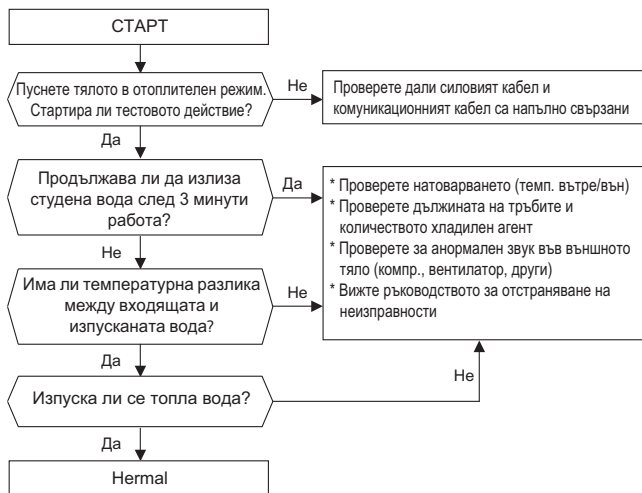 СТАРТ
Пуснете тялото в отоплителен режим.
Стартира ли тестовото действие?
Не
Проверете дали силовият кабел и
комуникационният кабел са напълно свързани
Да
Продължава ли да излиза
студена вода след 3 минути
работа?
Да
* Проверете натоварването (темп. вътре/вън)
* Проверете дължината на тръбите и
количеството хладилен агент
* Проверете за анормален звук във външното
тяло (компр., вентилатор, други)
* Вижте ръководството за отстраняване на
неизправности
Не
Има ли температурна разлика
между входящата и
изпусканата вода?
Не
Да
Изпуска ли се топла вода?
Не
Да
Hermal